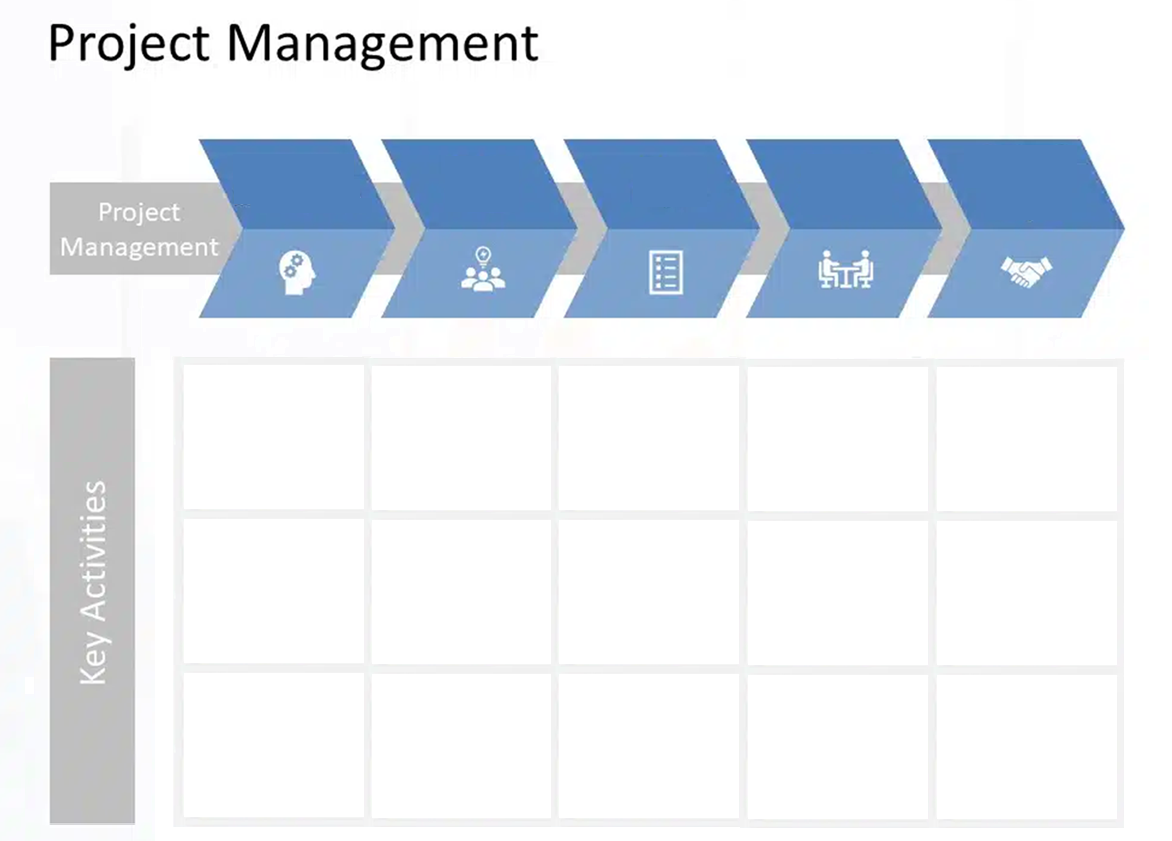 Project Management
Project
Management
Key Activities